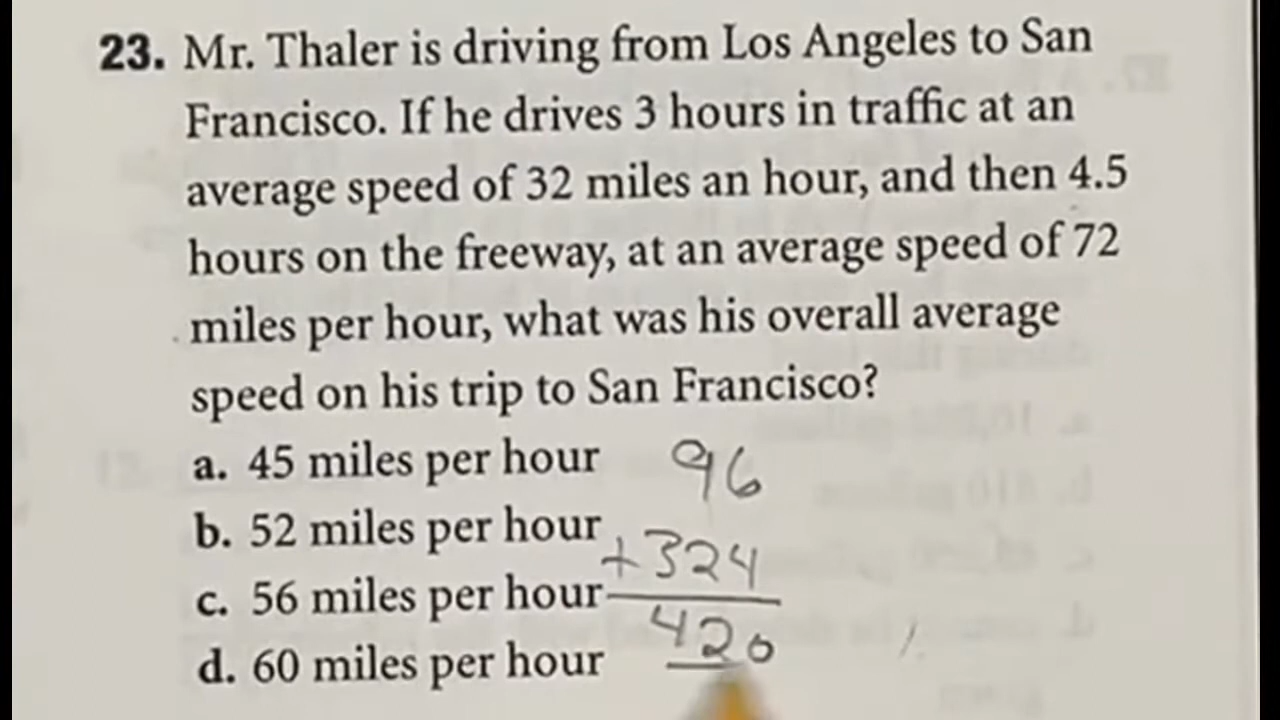 23. Mr. Thaler is driving from Los Angeles to San
Francisco. If he drives 3 hours in traffic at an
average speed of 32 miles an hour, and then 4.5
hours on the freeway, at an average speed of 72
miles per hour, what was his overall average
speed on his trip to San Francisco?
a. 45 miles per hour
b. 52 miles per hour
c. 56 miles per hour
d. 60 miles per hour
96
+324
420